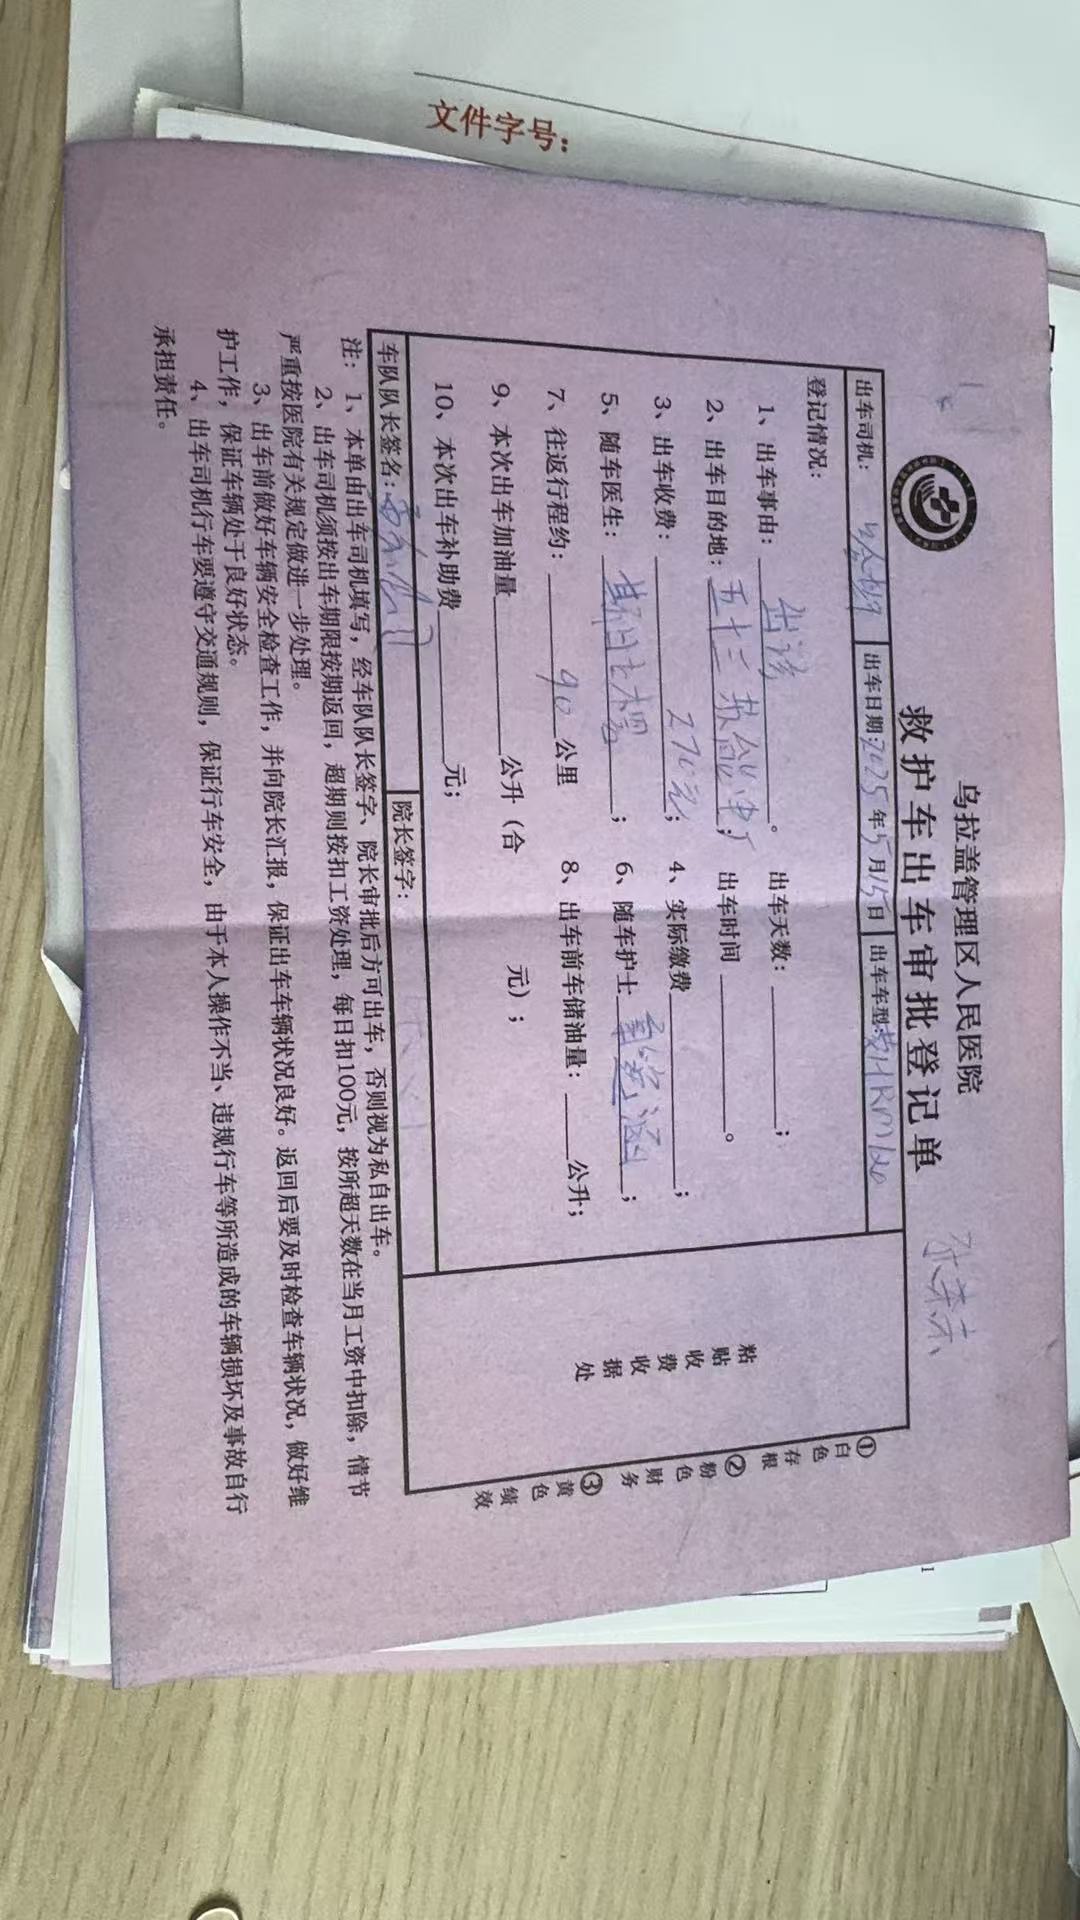 文件字号：
乌拉盖管理区人民医院
救护车出车审批登记单
出车司机： 出车日期:2025年5月15日 出车车型: HRM120
登记情况：
1、出车事由： 出诊 。 出车天数： ；
2、出车目的地： 五十三 ； 出车时间 。
3、出车收费： 270元 ； 4、实际缴费 ；
5、随车医生： ； 6、随车护士 ；
7、往返行程约： 90 公里 8、出车前车储油量： 公升；
9、本次出车加油量 公升（合 元）；
10、本次出车补助费 元；
车队队长签名： 院长签字：
粘贴收费收据处
①白色存根 ②粉色财务 ③黄色绩效
注：1、本单由出车司机填写，经车队队长签字、院长审批后方可出车，否则视为私自出车。
2、出车司机须按出车期限按期返回，超期则按扣工资处理，每日扣100元，按所超天数在当月工资中扣除，情节
严重按医院有关规定做进一步处理。
3、出车前做好车辆安全检查工作，并向院长汇报，保证出车车辆状况良好。返回后要及时检查车辆状况，做好维
护工作，保证车辆处于良好状态。
4、出车司机行车要遵守交通规则，保证行车安全，由于本人操作不当、违规行车等所造成的车辆损坏及事故自行
承担责任。